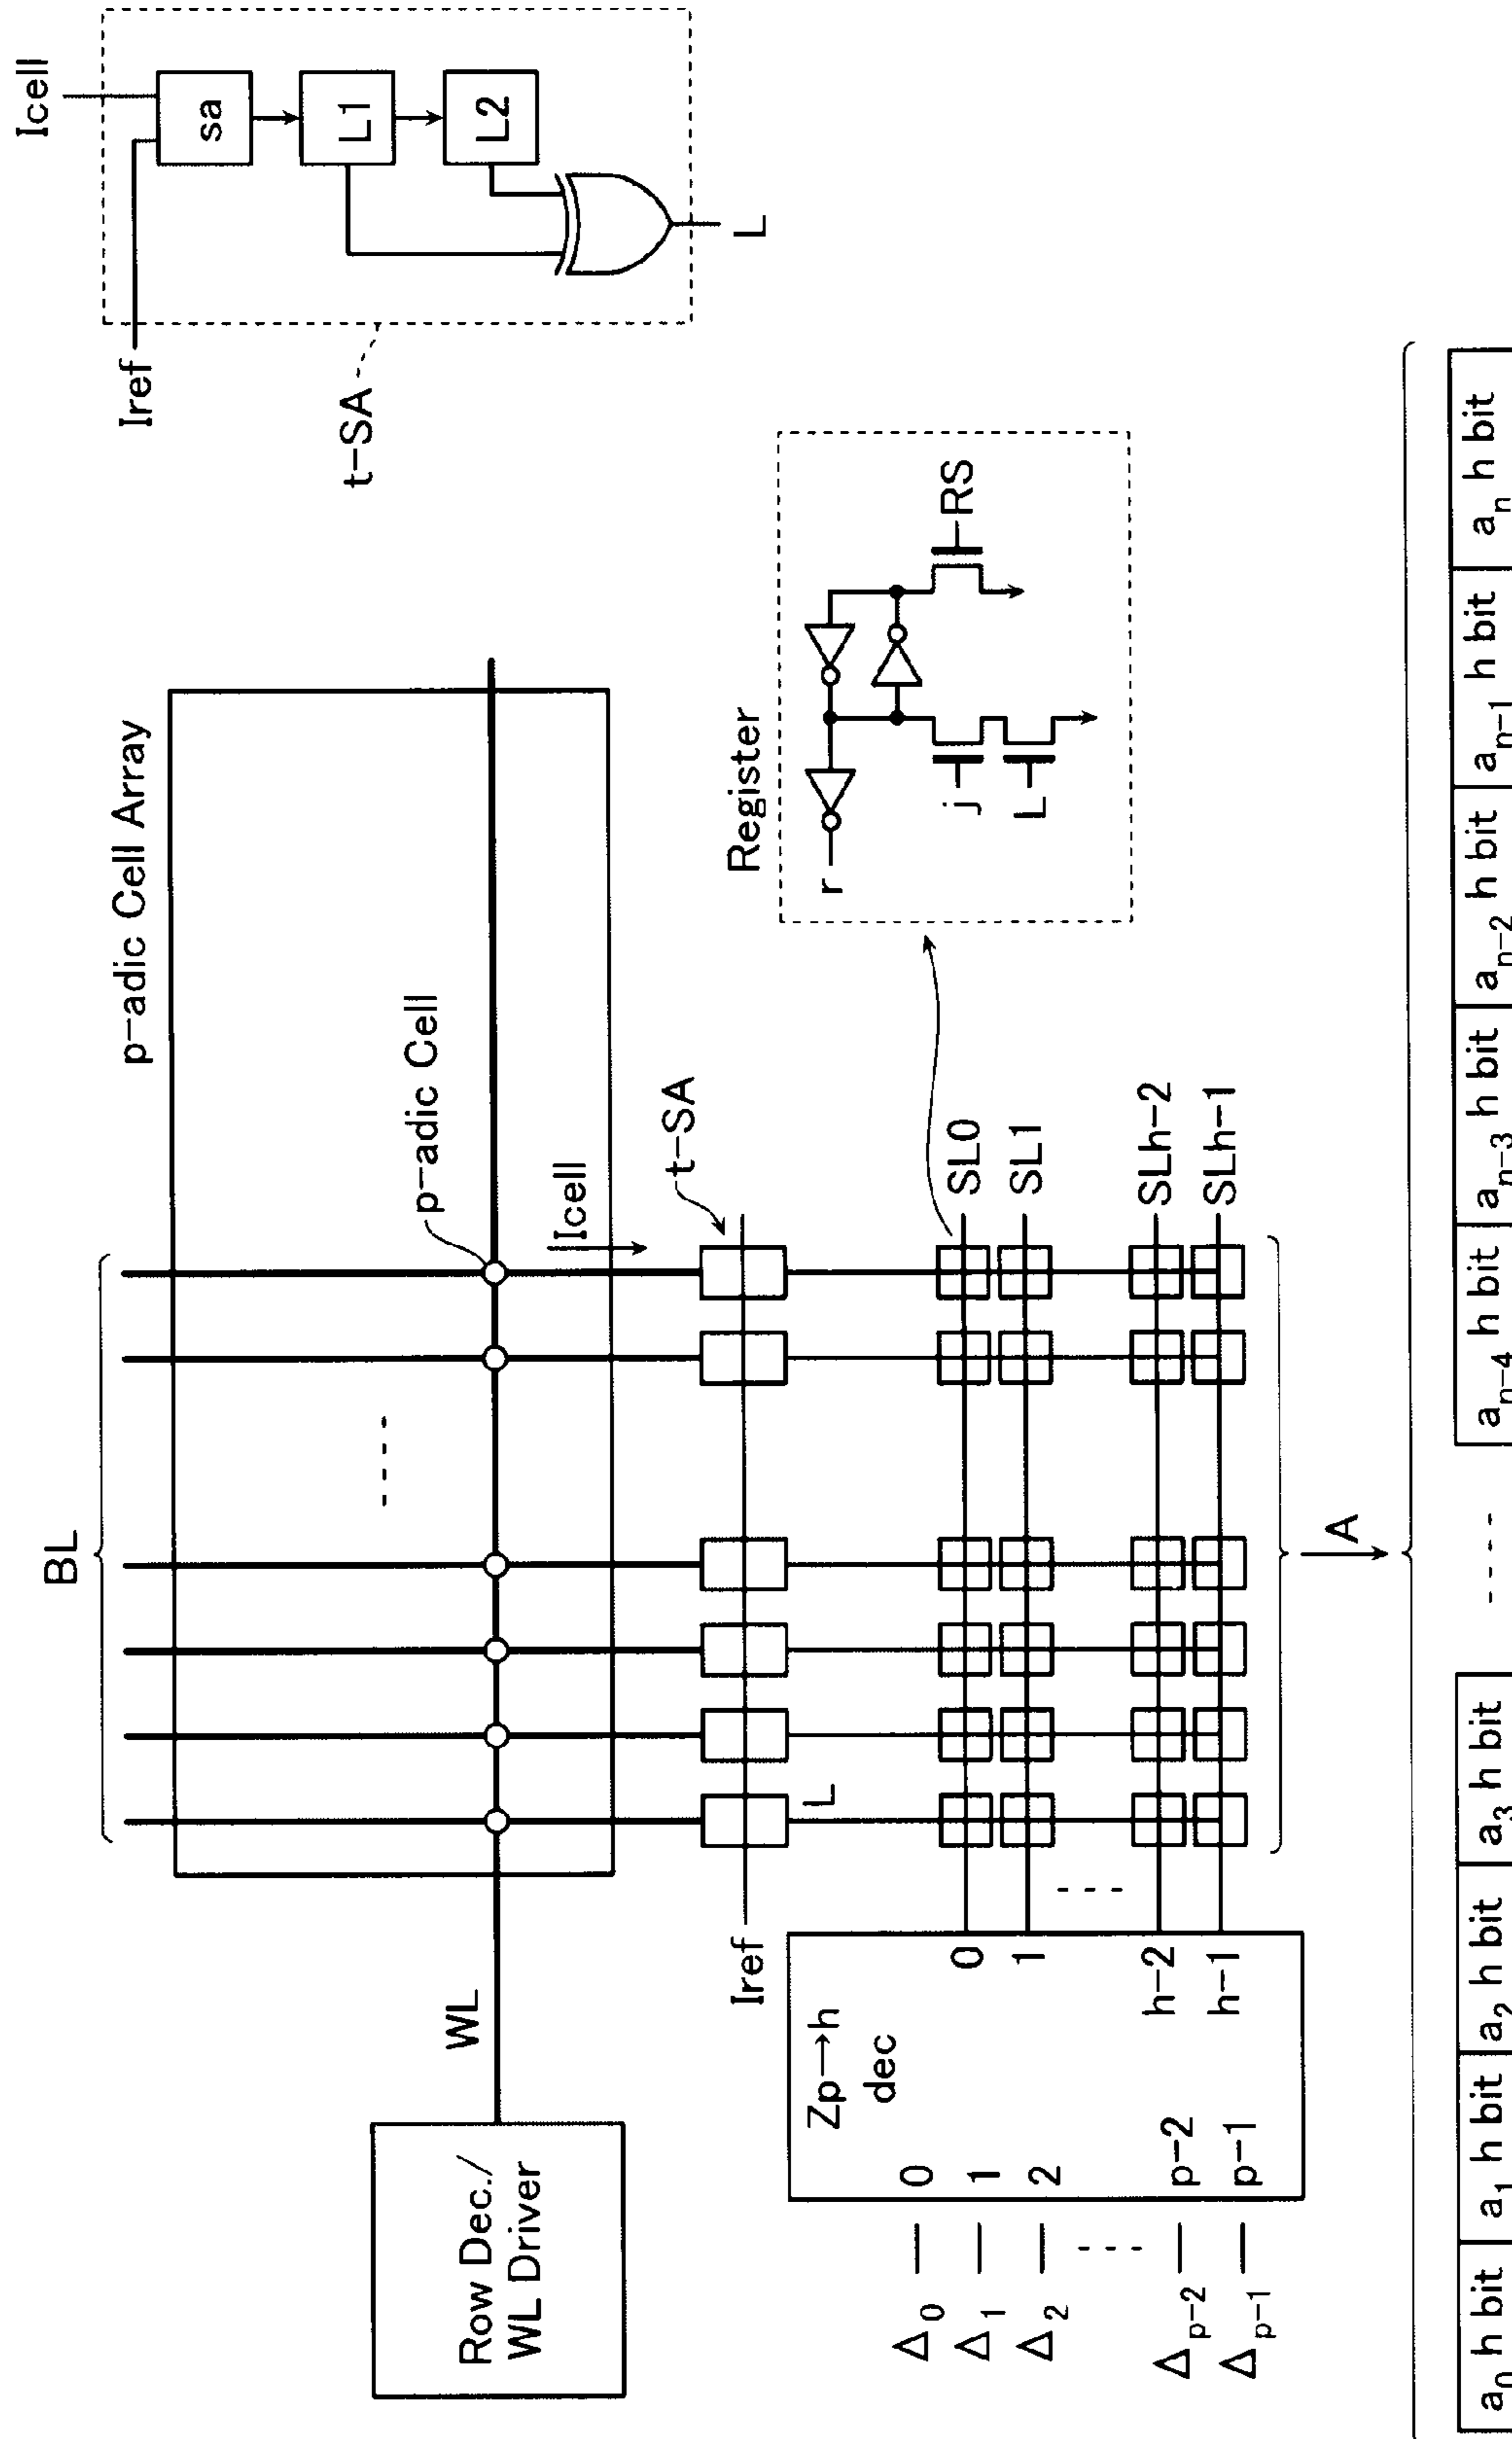 p-adic Cell Array
BL
p-adic Cell
Row Dec./
WL Driver
WL
Icell
t-SA
Iref
L
Zp→h
dec
Δ0 0
Δ1 1
Δ2 2
Δp-2 p-2
Δp-1 p-1
0
1
h-2
h-1
SL0
SL1
SLh-2
SLh-1
A
a0 h bit a1 h bit a2 h bit a3 h bit an-4 h bit an-3 h bit an-2 h bit an-1 h bit an h bit
Iref
Icell
t-SA
sa
L1
L2
L
Register
r
j
L
RS